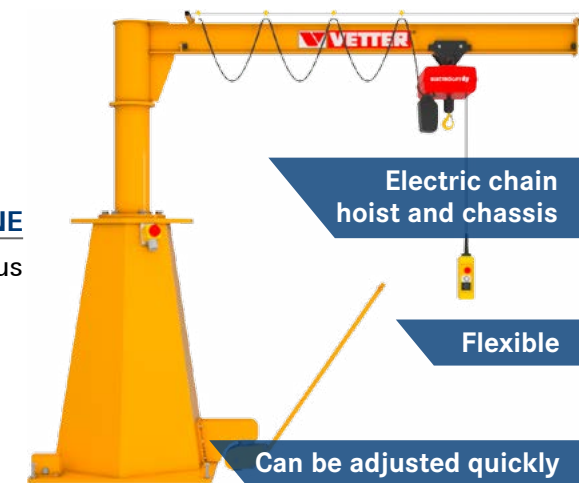 VETTER
Electric chain
hoist and chassis
NE
us
Flexible
Can be adjusted quickly